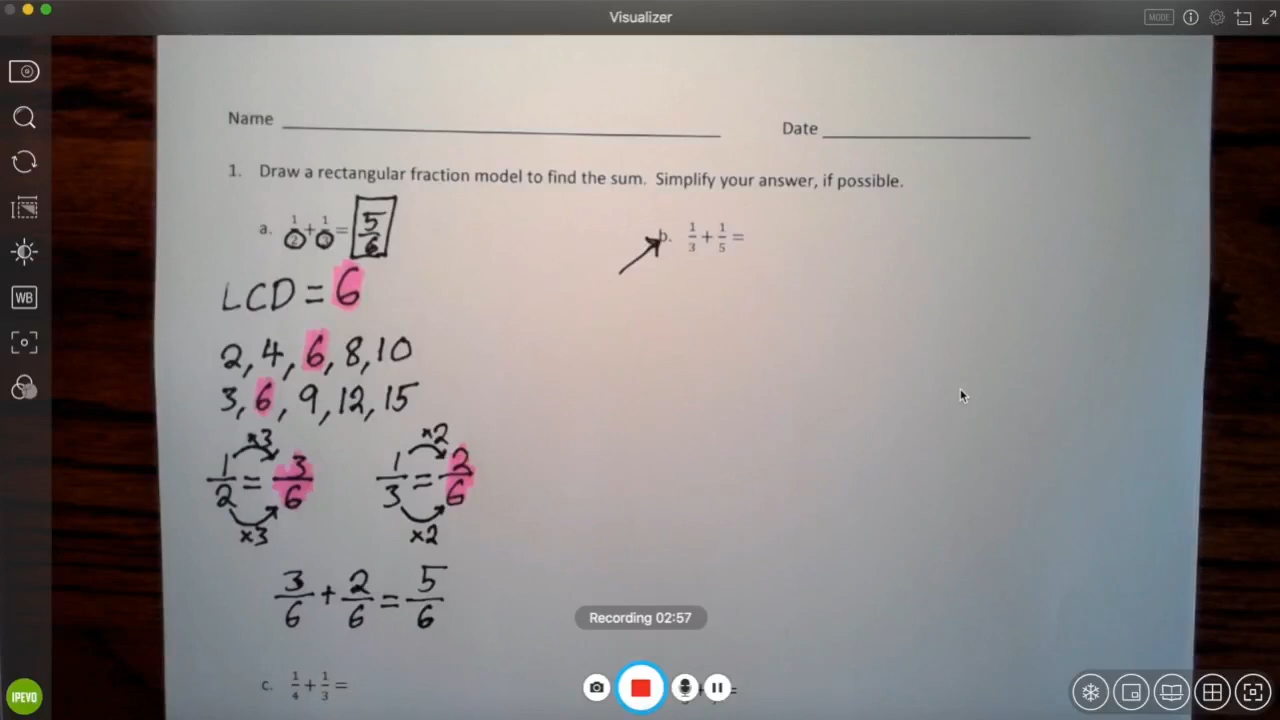 Visualizer
MODE
Name
Date
1. Draw a rectangular fraction model to find the sum. Simplify your answer, if possible.
a. 1/2 + 1/3 = 5/6
b. 1/3 + 1/5 =
LCD = 6
2, 4, 6, 8, 10
3, 6, 9, 12, 15
×3 ×2
1/2 = 3/6 1/3 = 2/6
×3 ×2
3/6 + 2/6 = 5/6
Recording 02:57
c. 1/4 + 1/3 =
WB
IPEVO